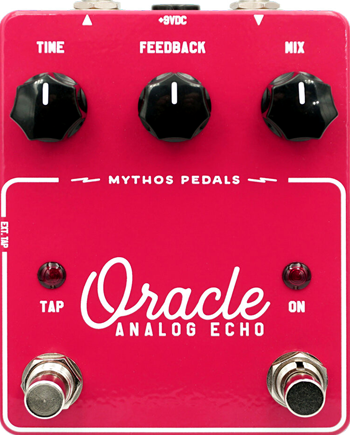 +9VDC
TIME FEEDBACK MIX
MYTHOS PEDALS
EXT. TAP
Oracle
TAP ON
ANALOG ECHO